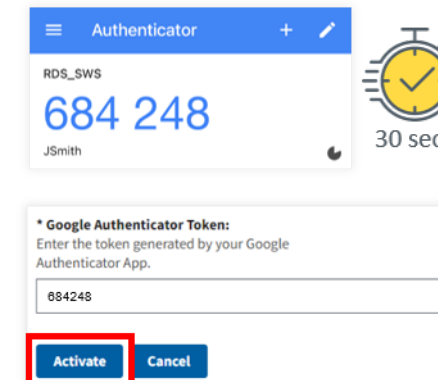 Authenticator
RDS_SWS
684 248
JSmith
30 sec
* Google Authenticator Token:
Enter the token generated by your Google
Authenticator App.
684248
Activate Cancel